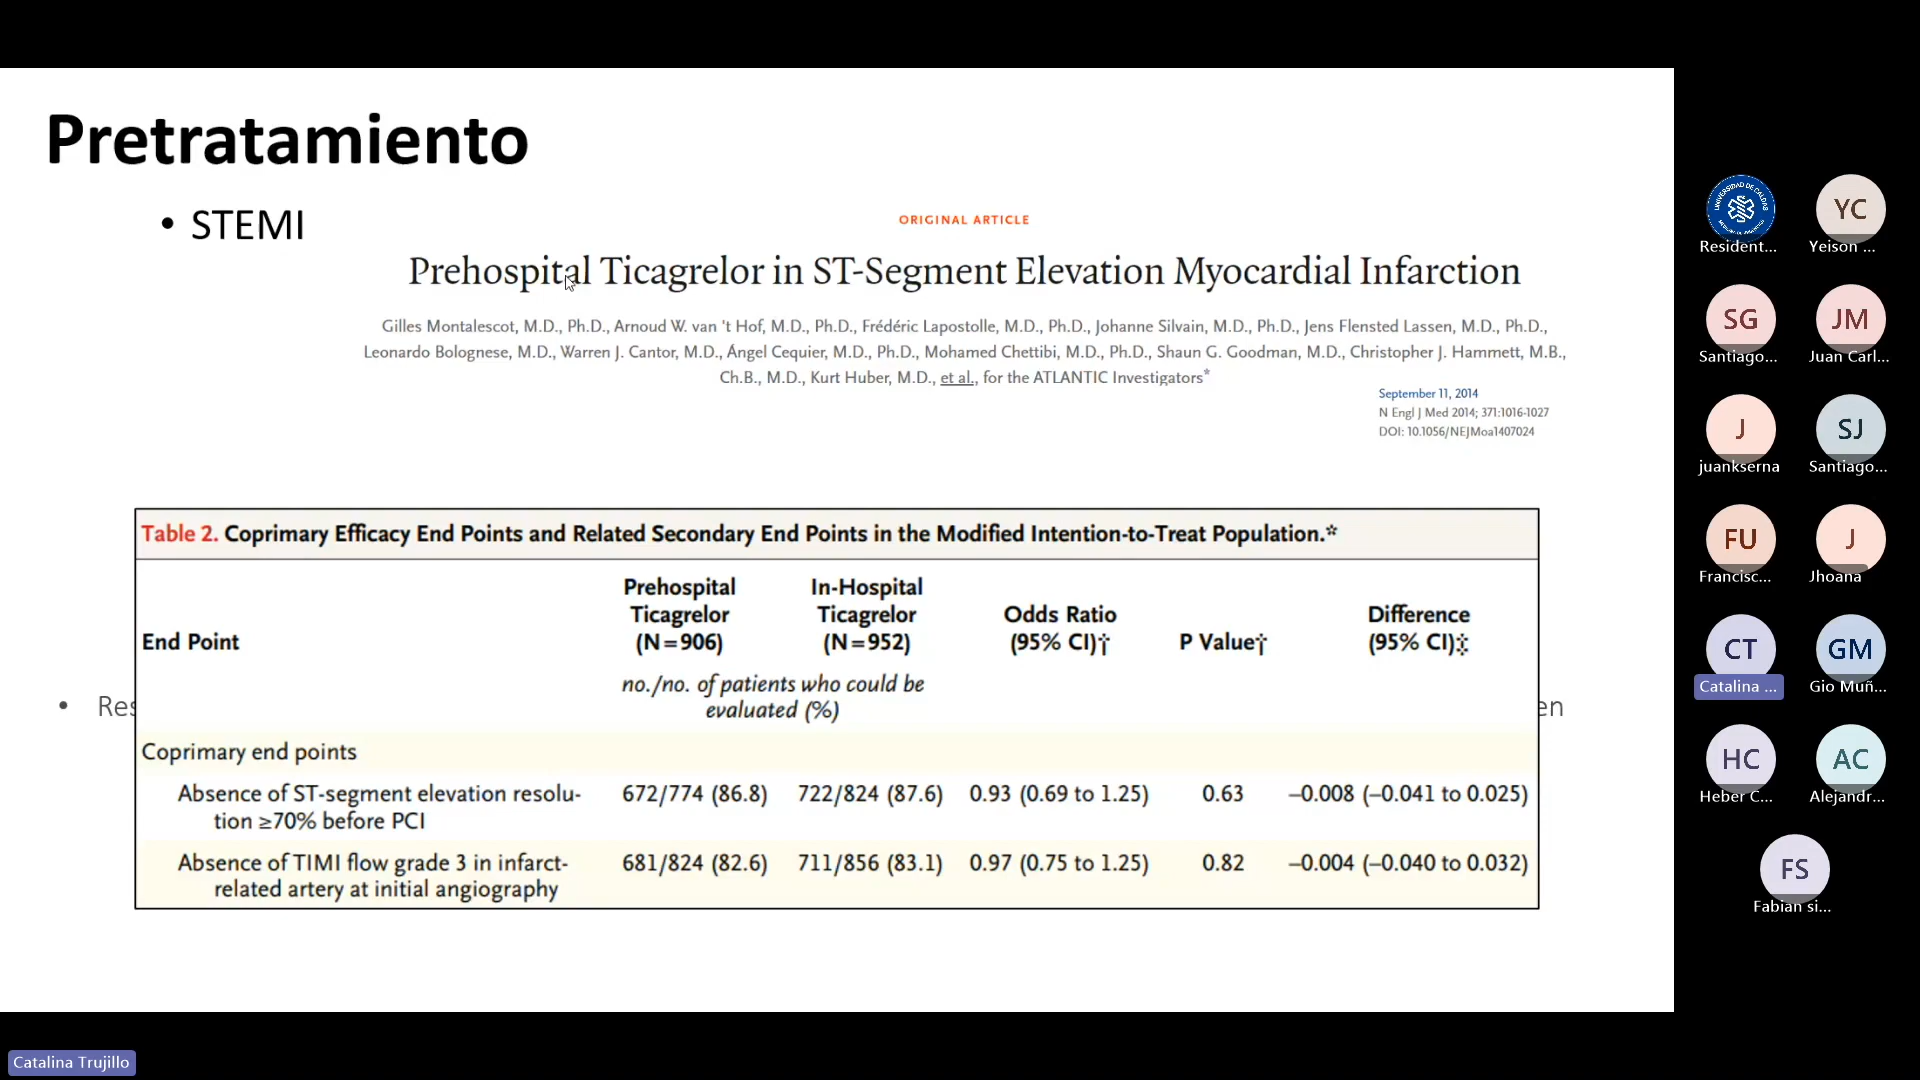 Pretratamiento
• STEMI
ORIGINAL ARTICLE
Prehospital Ticagrelor in ST-Segment Elevation Myocardial Infarction
Gilles Montalescot, M.D., Ph.D., Arnoud W. van 't Hof, M.D., Ph.D., Frédéric Lapostolle, M.D., Ph.D., Johanne Silvain, M.D., Ph.D., Jens Flensted Lassen, M.D., Ph.D.,
Leonardo Bolognese, M.D., Warren J. Cantor, M.D., Ángel Cequier, M.D., Ph.D., Mohamed Chettibi, M.D., Ph.D., Shaun G. Goodman, M.D., Christopher J. Hammett, M.B.,
Ch.B., M.D., Kurt Huber, M.D., et al., for the ATLANTIC Investigators*
September 11, 2014
N Engl J Med 2014; 371:1016-1027
DOI: 10.1056/NEJMoa1407024
Table 2. Coprimary Efficacy End Points and Related Secondary End Points in the Modified Intention-to-Treat Population.*
End Point
Prehospital
Ticagrelor
(N=906)
In-Hospital
Ticagrelor
(N=952)
Odds Ratio
(95% CI)†
P Value†
Difference
(95% CI)‡
no./no. of patients who could be
evaluated (%)
Coprimary end points
Absence of ST-segment elevation resolu-
tion ≥70% before PCI
672/774 (86.8) 722/824 (87.6) 0.93 (0.69 to 1.25) 0.63 –0.008 (–0.041 to 0.025)
Absence of TIMI flow grade 3 in infarct-
related artery at initial angiography
681/824 (82.6) 711/856 (83.1) 0.97 (0.75 to 1.25) 0.82 –0.004 (–0.040 to 0.032)
• Res
en
UNIVERSIDAD DE CALDAS
Resident...
YC
Yeison ...
SG
Santiago...
JM
Juan Carl...
J
juankserna
SJ
Santiago...
FU
Francisc...
J
Jhoana
CT
Catalina ...
GM
Gio Muñ...
HC
Heber C...
AC
Alejandr...
FS
Fabian si...
Catalina Trujillo